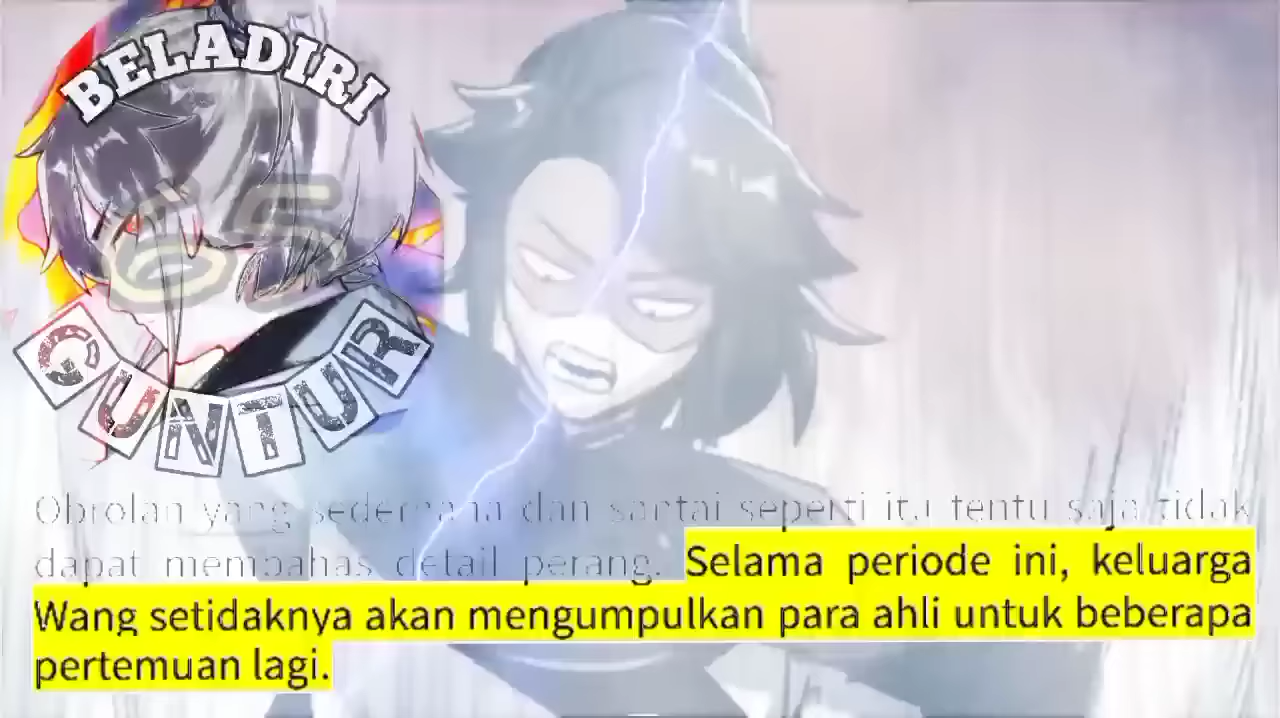 BELADIRI
65
GUNTUR
Obrolan yang sederhana dan santai seperti itu tentu saja tidak
dapat membahas detail perang. Selama periode ini, keluarga
Wang setidaknya akan mengumpulkan para ahli untuk beberapa
pertemuan lagi.